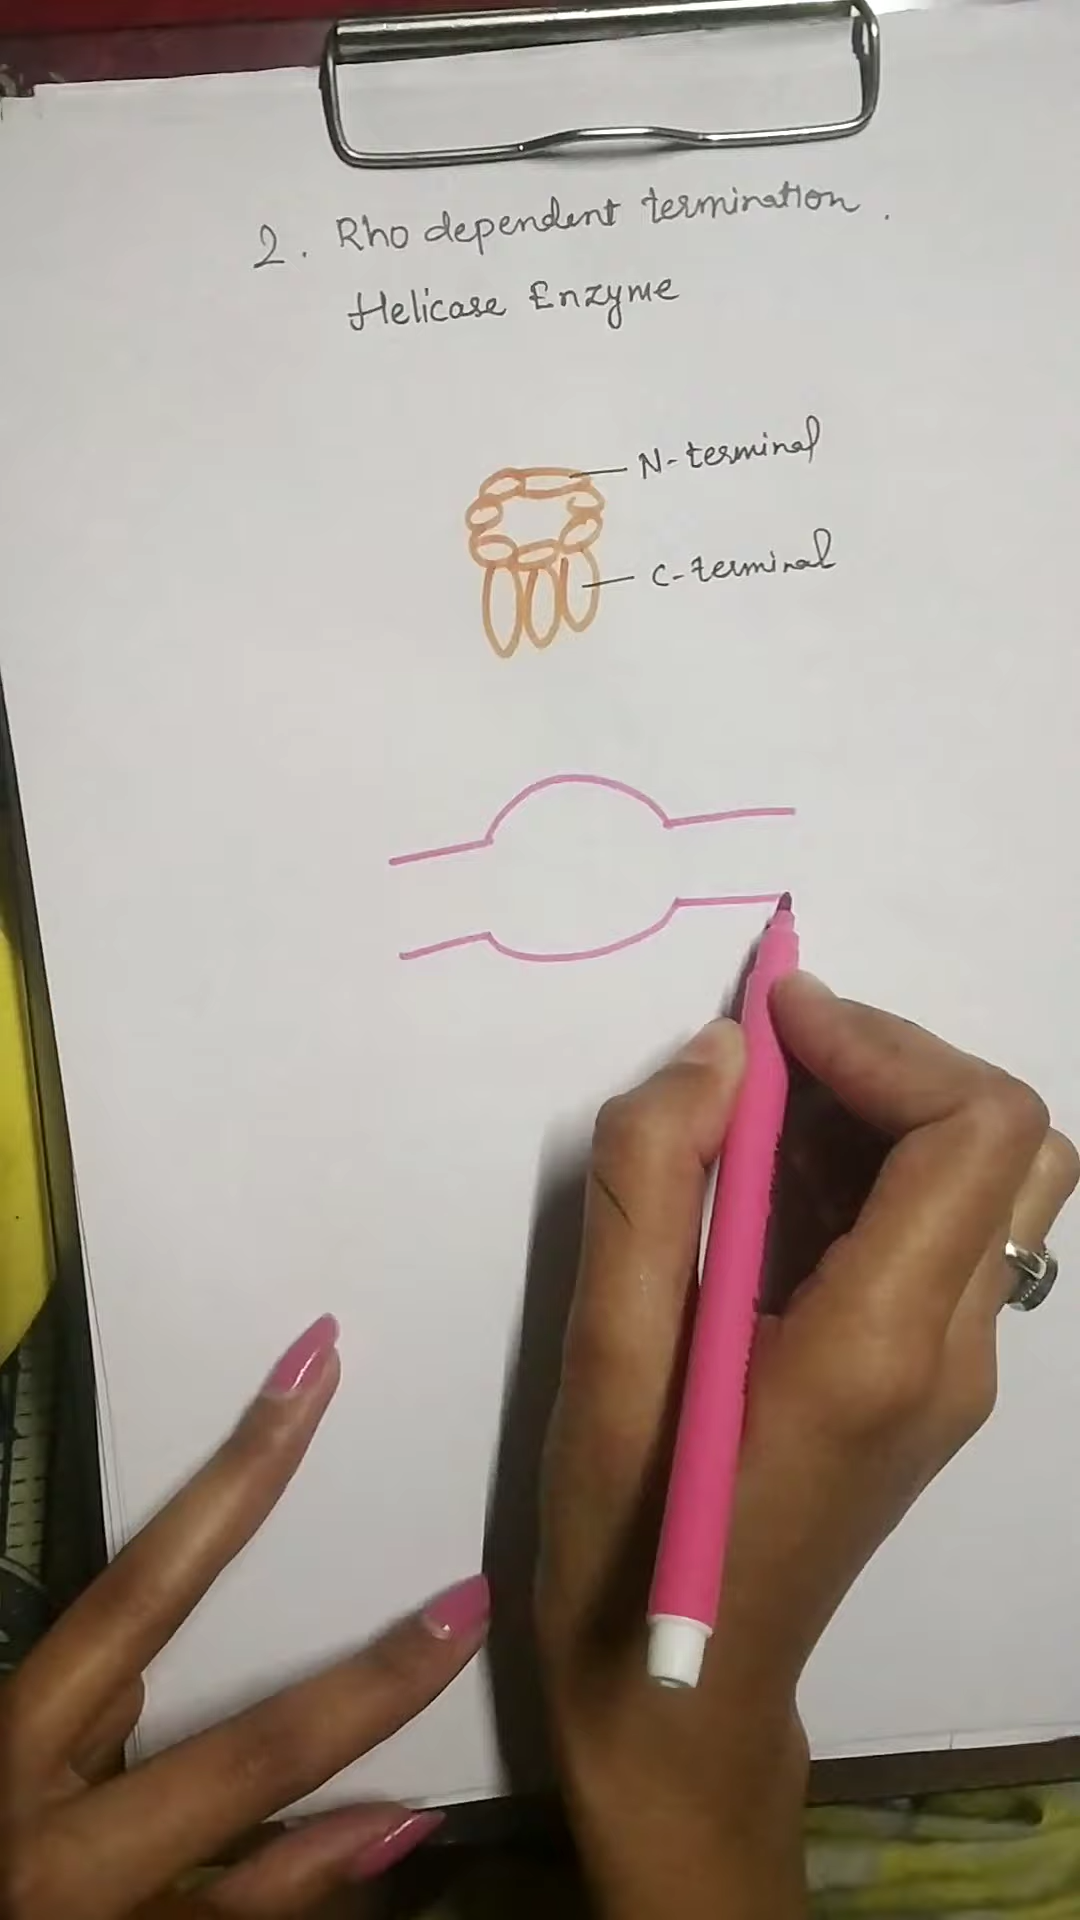 2. Rho dependent termination.
Helicase Enzyme
N-terminal
C-terminal